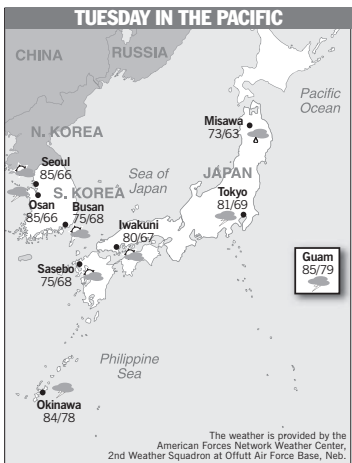 TUESDAY IN THE PACIFIC
CHINA
RUSSIA
Pacific
Ocean
Misawa
73/63
N. KOREA
Seoul
85/66
Sea of
Japan
JAPAN
S. KOREA
Osan
85/66
Busan
75/68
Tokyo
81/69
Iwakuni
80/67
Guam
85/79
Sasebo
75/68
Philippine
Sea
Okinawa
84/78
The weather is provided by the
American Forces Network Weather Center,
2nd Weather Squadron at Offutt Air Force Base, Neb.